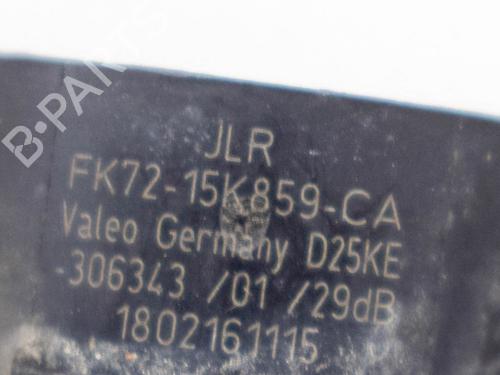 B-PARTS
JLR
FK72-15K859-CA
Valeo Germany D25KE
-306343 /01 /29dB
1802161115